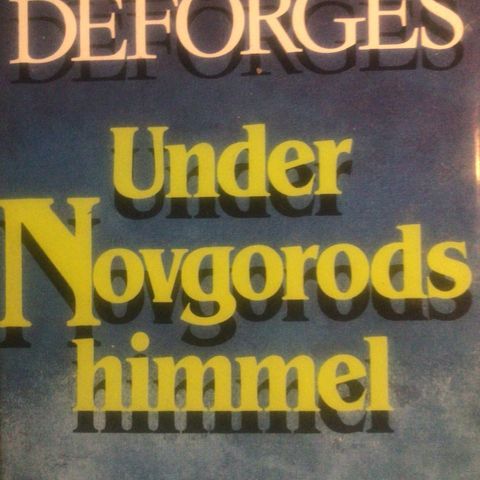 DEFORGES
Under
Novgorods
himmel